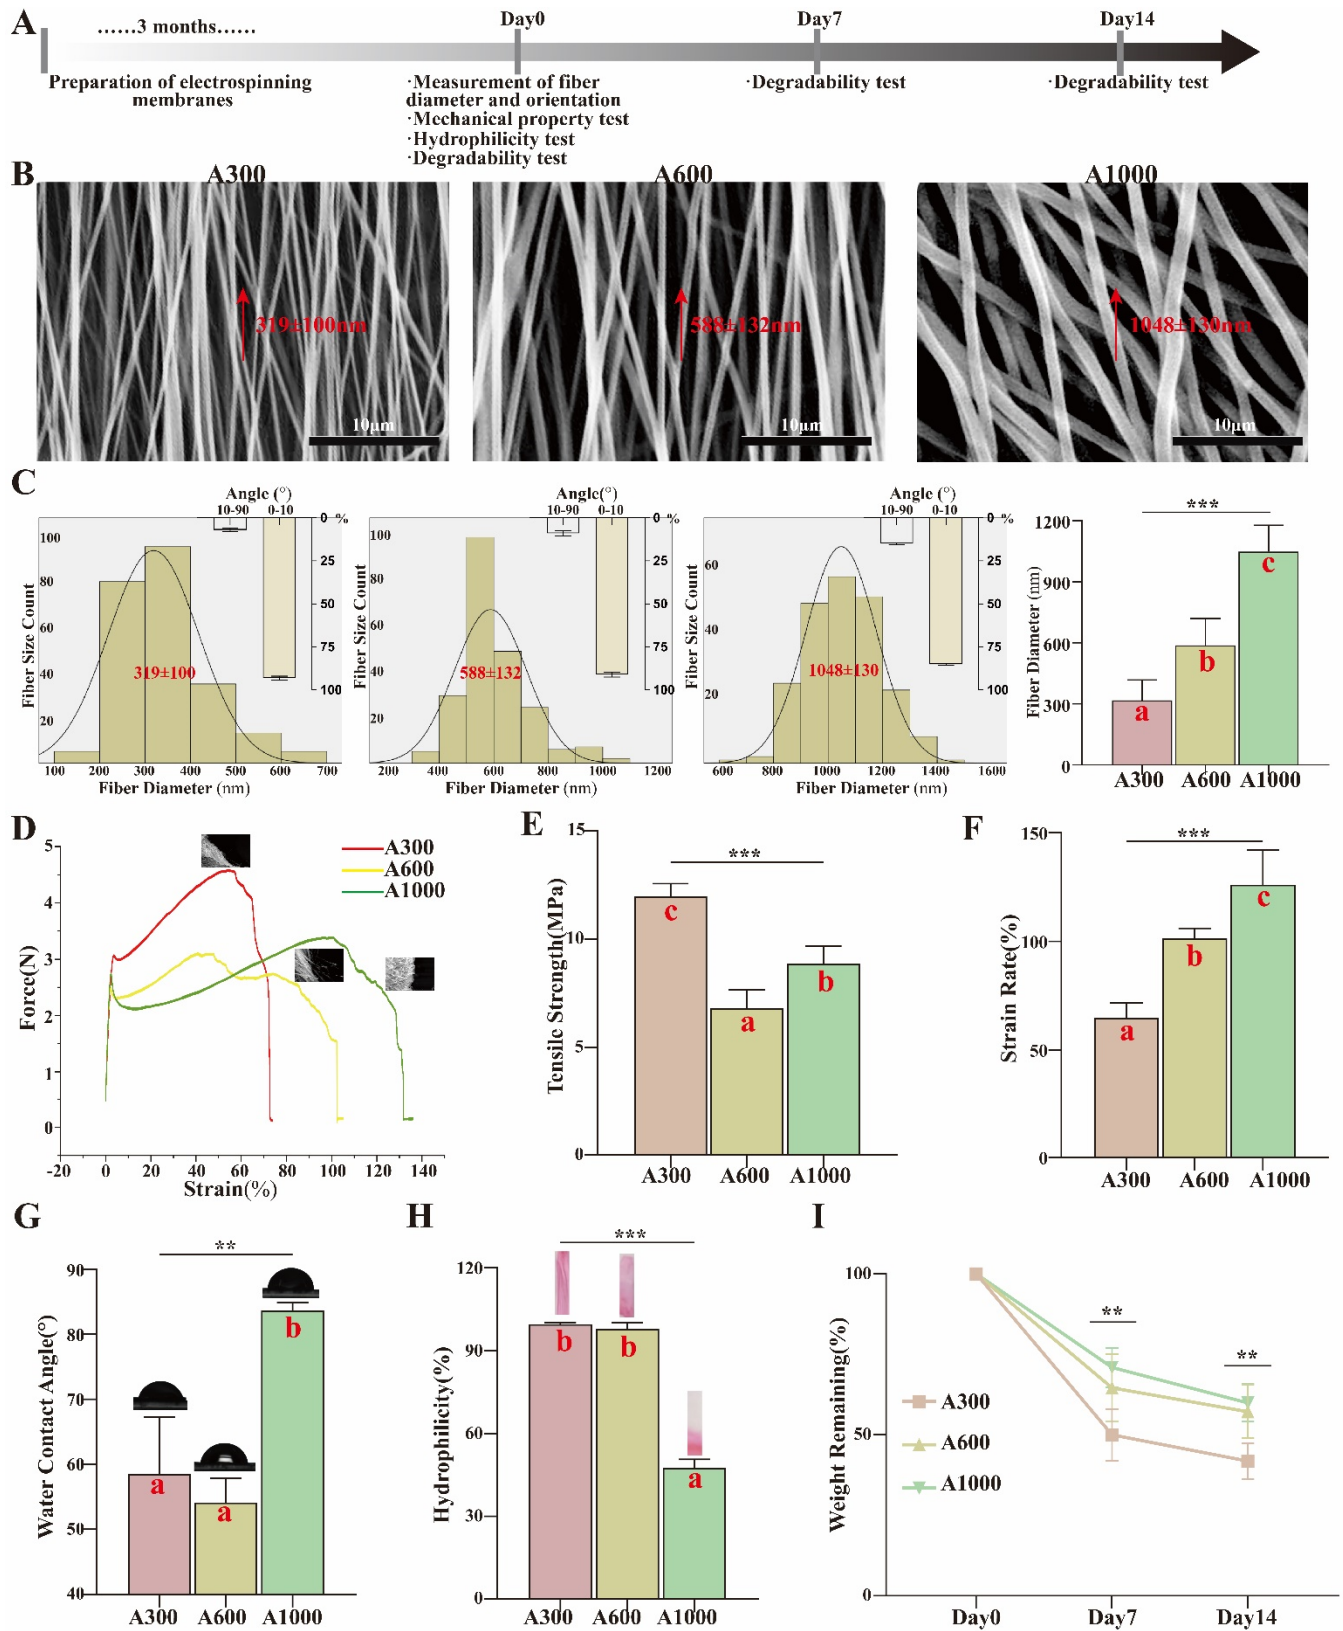 A
……3 months……
Day0
Day7
Day14
Preparation of electrospinning
membranes
·Measurement of fiber
diameter and orientation
·Mechanical property test
·Hydrophilicity test
·Degradability test
·Degradability test
·Degradability test
B
A300
A600
A1000
319±100nm
588±132nm
1048±130nm
10μm
10μm
10μm
C
Angle (°)
10-90 0-10
0 %
25
50
75
100
Fiber Size Count
100
80
60
40
20
319±100
100 200 300 400 500 600 700
Fiber Diameter (nm)
Angle(°)
10-90 0-10
0 %
25
50
75
100
Fiber Size Count
100
80
60
40
20
588±132
200 400 600 800 1000 1200
Fiber Diameter (nm)
Angle (°)
10-90 0-10
0 %
25
50
75
100
Fiber Size Count
60
40
20
1048±130
600 800 1000 1200 1400 1600
Fiber Diameter (nm)
***
Fiber Diameter (nm)
1200
900
600
300
0
a
b
c
A300 A600 A1000
D
Force(N)
5
4
3
2
1
0
A300
A600
A1000
-20 0 20 40 60 80 100 120 140
Strain(%)
E
Tensile Strength(MPa)
15
10
5
0
***
c
a
b
A300 A600 A1000
F
Strain Rate(%)
150
100
50
0
***
a
b
c
A300 A600 A1000
G
Water Contact Angle(°)
90
80
70
60
50
40
**
a
a
b
A300 A600 A1000
H
Hydrophilicity(%)
120
90
60
30
0
***
b
b
a
A300 A600 A1000
I
Weight Remaining(%)
100
50
0
**
**
A300
A600
A1000
Day0 Day7 Day14